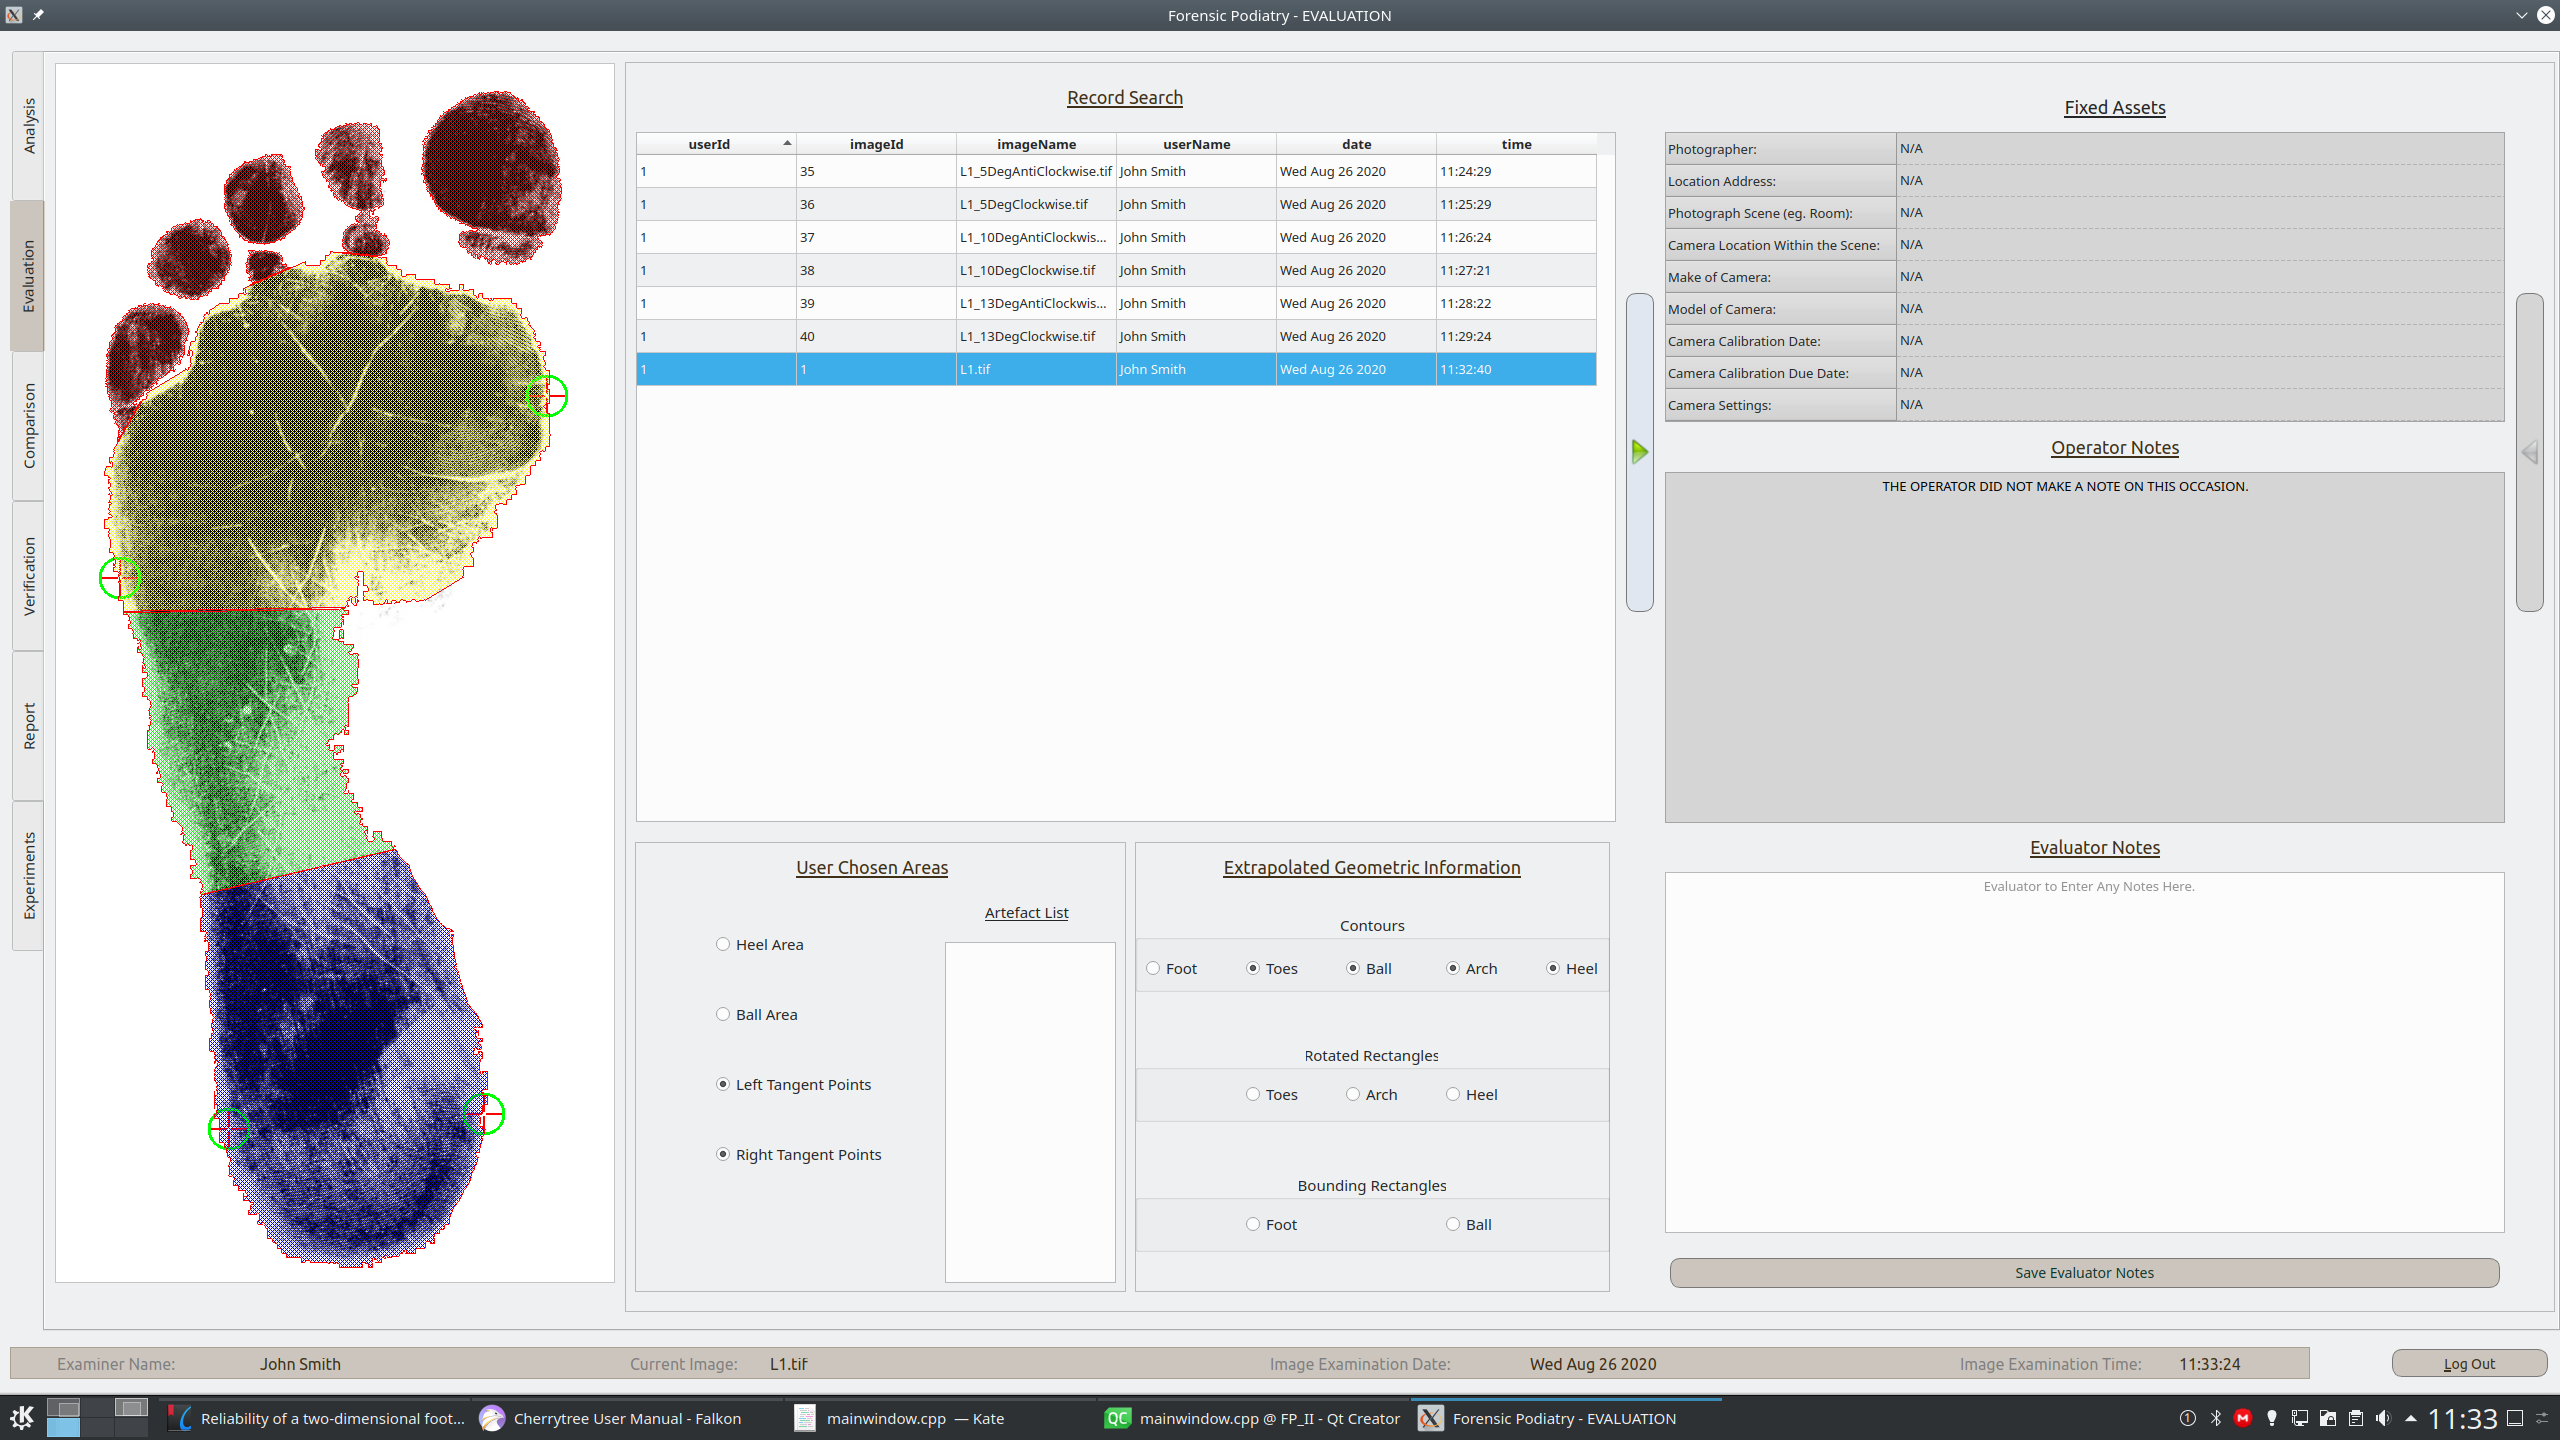 Forensic Podiatry - EVALUATION
Analysis
Evaluation
Comparison
Verification
Report
Experiments
Record Search
userId imageId imageName userName date time
1 35 L1_5DegAntiClockwise.tif John Smith Wed Aug 26 2020 11:24:29
1 36 L1_5DegClockwise.tif John Smith Wed Aug 26 2020 11:25:29
1 37 L1_10DegAntiClockwis... John Smith Wed Aug 26 2020 11:26:24
1 38 L1_10DegClockwise.tif John Smith Wed Aug 26 2020 11:27:21
1 39 L1_13DegAntiClockwis... John Smith Wed Aug 26 2020 11:28:22
1 40 L1_13DegClockwise.tif John Smith Wed Aug 26 2020 11:29:24
1 1 L1.tif John Smith Wed Aug 26 2020 11:32:40
User Chosen Areas
Artefact List
Heel Area
Ball Area
Left Tangent Points
Right Tangent Points
Extrapolated Geometric Information
Contours
Foot Toes Ball Arch Heel
Rotated Rectangles
Toes Arch Heel
Bounding Rectangles
Foot Ball
Fixed Assets
Photographer: N/A
Location Address: N/A
Photograph Scene (eg. Room): N/A
Camera Location Within the Scene: N/A
Make of Camera: N/A
Model of Camera: N/A
Camera Calibration Date: N/A
Camera Calibration Due Date: N/A
Camera Settings: N/A
Operator Notes
THE OPERATOR DID NOT MAKE A NOTE ON THIS OCCASION.
Evaluator Notes
Evaluator to Enter Any Notes Here.
Save Evaluator Notes
Examiner Name: John Smith Current Image: L1.tif Image Examination Date: Wed Aug 26 2020 Image Examination Time: 11:33:24
Log Out
Reliability of a two-dimensional foot... Cherrytree User Manual - Falkon mainwindow.cpp — Kate QC mainwindow.cpp @ FP_II - Qt Creator Forensic Podiatry - EVALUATION 1 M 11:33